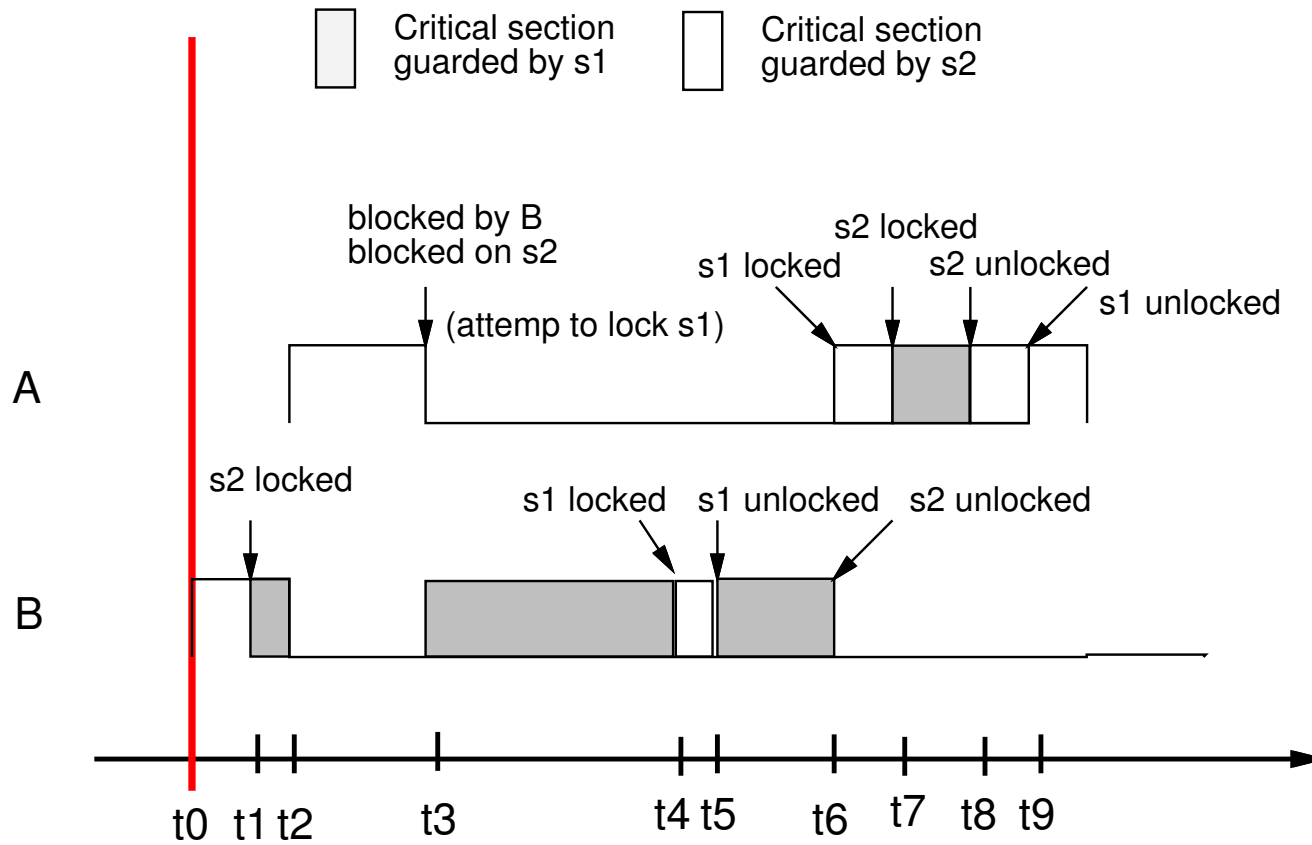 Critical section
guarded by s1
Critical section
guarded by s2
blocked by B
blocked on s2
(attemp to lock s1)
s2 locked
s1 locked
s2 unlocked
s1 unlocked
A
s2 locked
s1 locked
s1 unlocked
s2 unlocked
B
t0
t1
t2
t3
t4
t5
t6
t7
t8
t9